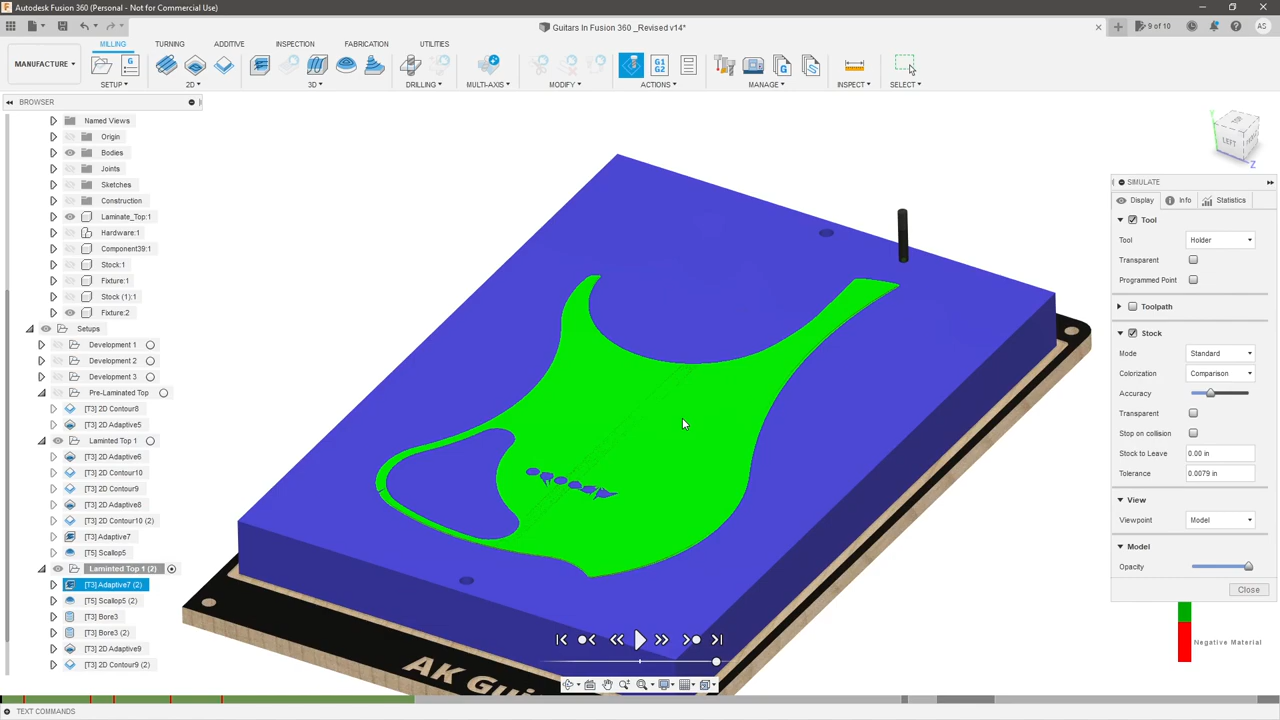 Autodesk Fusion 360 (Personal - Not for Commercial Use)
Guitars In Fusion 360 _Revised v14*
9 of 10
AS
MILLING TURNING ADDITIVE INSPECTION FABRICATION UTILITIES
MANUFACTURE
G1 G2
SETUP 2D 3D DRILLING MULTI-AXIS MODIFY ACTIONS MANAGE INSPECT SELECT
BROWSER
Named Views
Origin
Bodies
Joints
Sketches
Construction
Laminate_Top:1
Hardware:1
Component39:1
Stock:1
Fixture:1
Stock (1):1
Fixture:2
Setups
Development 1
Development 2
Development 3
Pre-Laminated Top
[T3] 2D Contour8
[T3] 2D Adaptive5
Laminted Top 1
[T3] 2D Adaptive6
[T3] 2D Contour10
[T3] 2D Contour9
[T3] 2D Adaptive8
[T3] 2D Contour10 (2)
[T3] Adaptive7
[T5] Scallop5
Laminted Top 1 (2)
[T3] Adaptive7 (2)
[T5] Scallop5 (2)
[T3] Bore3
[T3] Bore3 (2)
[T3] 2D Adaptive9
[T3] 2D Contour9 (2)
LEFT
Y
Z
SIMULATE
Display Info Statistics
Tool
Tool Holder
Transparent
Programmed Point
Toolpath
Stock
Mode Standard
Colorization Comparison
Accuracy
Transparent
Stop on collision
Stock to Leave 0.00 in
Tolerance 0.0079 in
View
Viewpoint Model
Model
Opacity
Close
Negative Material
AK Gui
TEXT COMMANDS